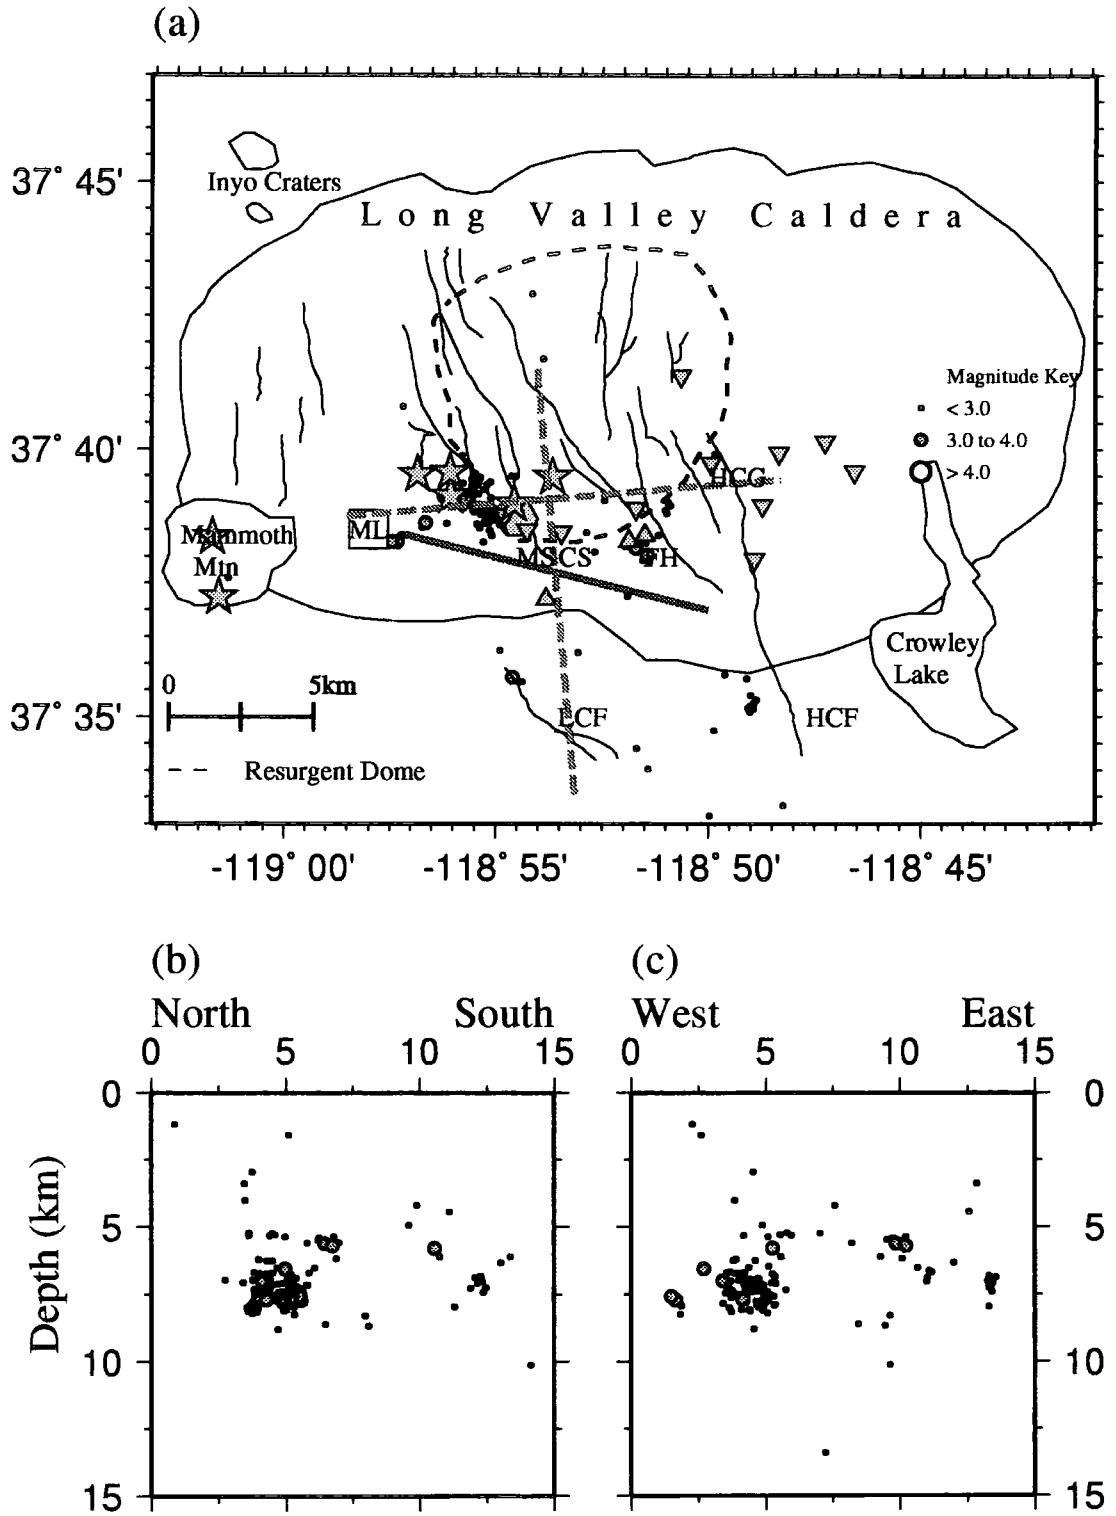 (a)
37° 45'
Inyo Craters
Long Valley Caldera
Magnitude Key
< 3.0
37° 40'
3.0 to 4.0
> 4.0
HCG
ML
Mammoth
Mtn
MS CS
FH
Crowley
Lake
0 5km
37° 35'
LCF
HCF
Resurgent Dome
-119° 00' -118° 55' -118° 50' -118° 45'
(b) (c)
North South West East
0 5 10 15 0 5 10 15
0 0
5 5
Depth (km)
10 10
15 15